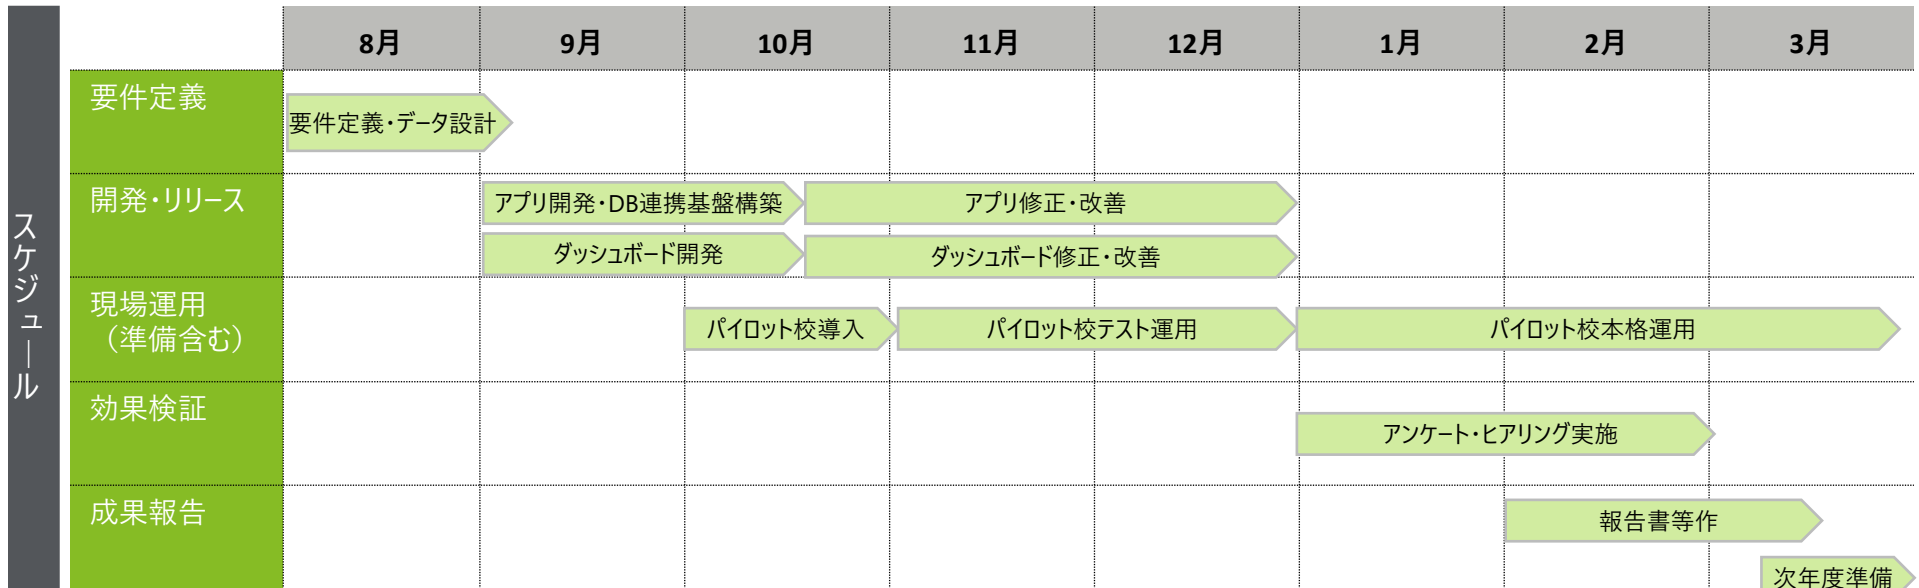 スケジュール
8月 9月 10月 11月 12月 1月 2月 3月
要件定義
要件定義・データ設計
開発・リリース
アプリ開発・DB連携基盤構築 アプリ修正・改善
ダッシュボード開発 ダッシュボード修正・改善
現場運用
（準備含む）
パイロット校導入 パイロット校テスト運用 パイロット校本格運用
効果検証
アンケート・ヒアリング実施
成果報告
報告書等作
次年度準備